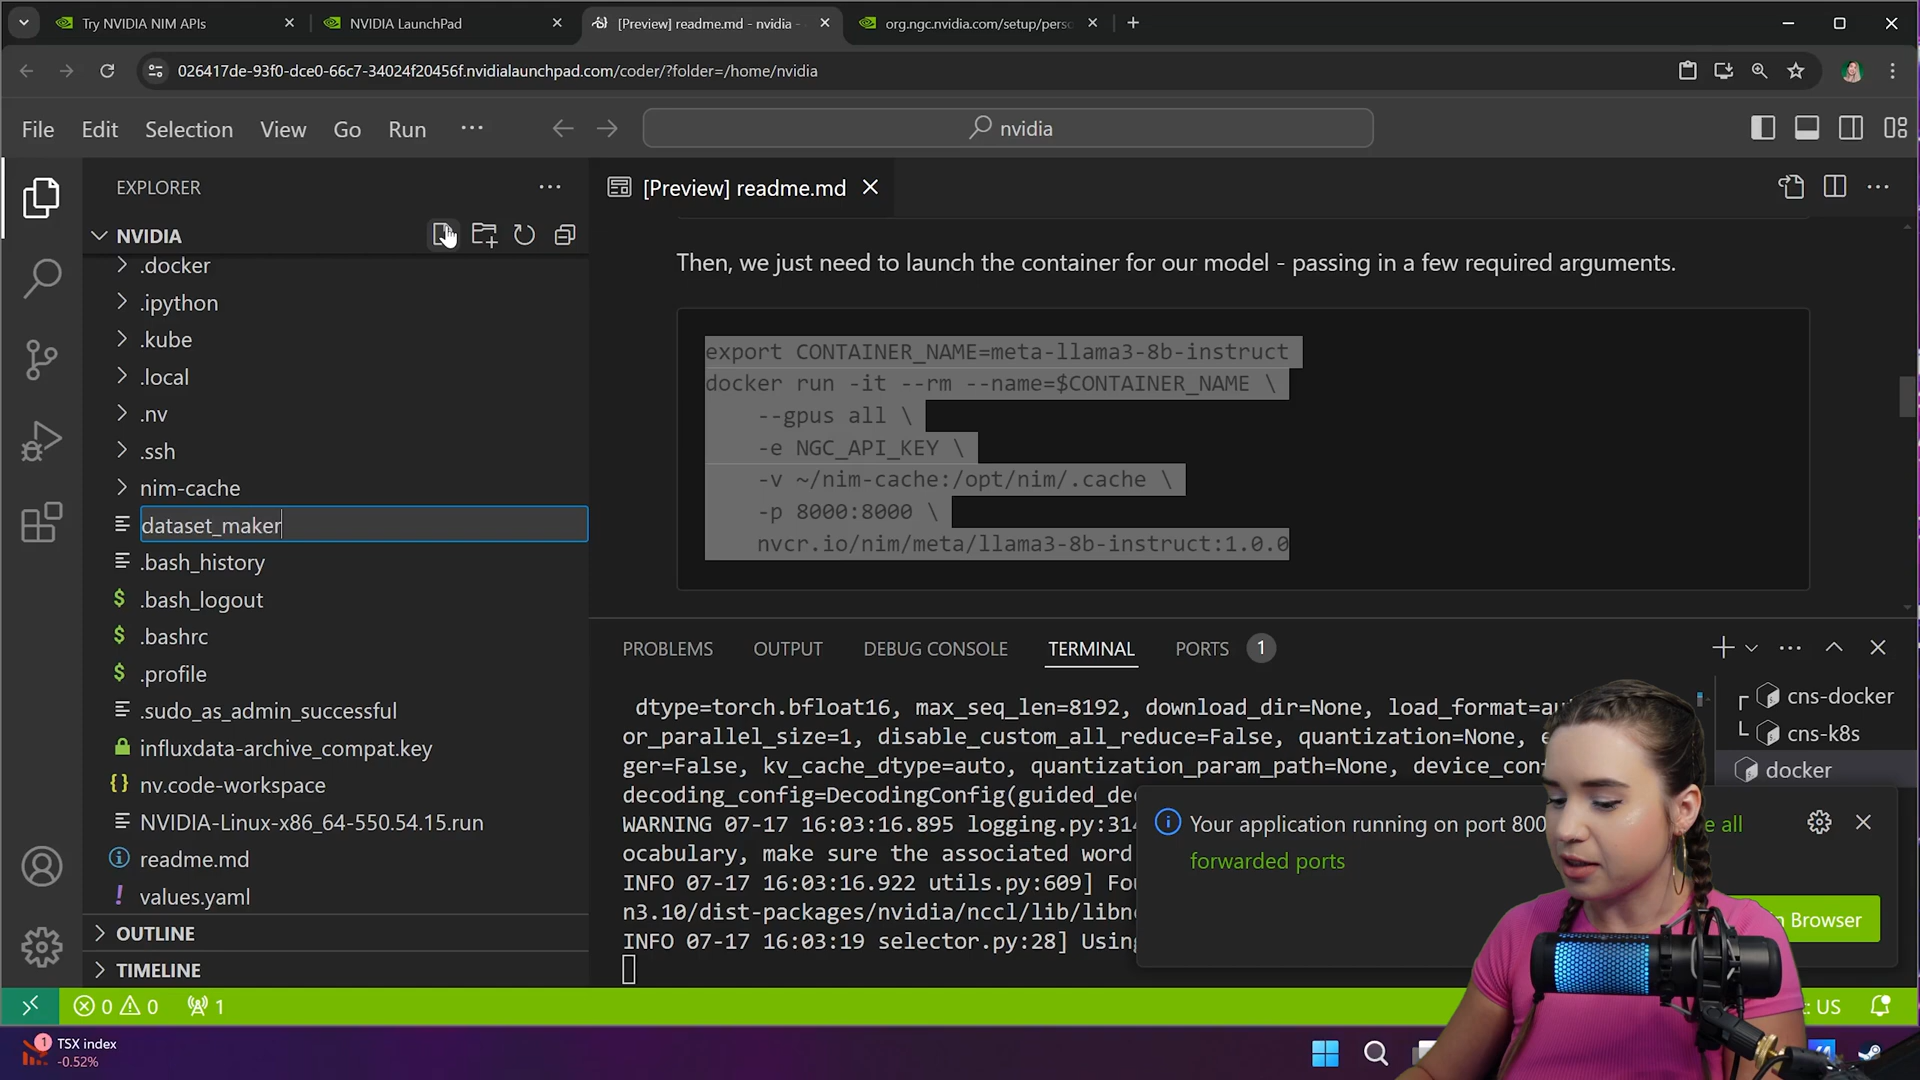 Try NVIDIA NIM APIs
NVIDIA LaunchPad
[Preview] readme.md - nvidia -
org.ngc.nvidia.com/setup/perso
026417de-93f0-dce0-66c7-34024f20456f.nvidialaunchpad.com/coder/?folder=/home/nvidia
File Edit Selection View Go Run ···
nvidia
EXPLORER
NVIDIA
.docker
.ipython
.kube
.local
.nv
.ssh
nim-cache
dataset_maker
.bash_history
.bash_logout
.bashrc
.profile
.sudo_as_admin_successful
influxdata-archive_compat.key
nv.code-workspace
NVIDIA-Linux-x86_64-550.54.15.run
readme.md
values.yaml
OUTLINE
TIMELINE
[Preview] readme.md
Then, we just need to launch the container for our model - passing in a few required arguments.
export CONTAINER_NAME=meta-llama3-8b-instruct
docker run -it --rm --name=$CONTAINER_NAME \
--gpus all \
-e NGC_API_KEY \
-v ~/nim-cache:/opt/nim/.cache \
-p 8000:8000 \
nvcr.io/nim/meta/llama3-8b-instruct:1.0.0
PROBLEMS OUTPUT DEBUG CONSOLE TERMINAL PORTS 1
dtype=torch.bfloat16, max_seq_len=8192, download_dir=None, load_format=au
or_parallel_size=1, disable_custom_all_reduce=False, quantization=None, e
ger=False, kv_cache_dtype=auto, quantization_param_path=None, device_con
decoding_config=DecodingConfig(guided_de
WARNING 07-17 16:03:16.895 logging.py:314
ocabulary, make sure the associated word
INFO 07-17 16:03:16.922 utils.py:609] Fou
n3.10/dist-packages/nvidia/nccl/lib/libn
INFO 07-17 16:03:19 selector.py:28] Using
cns-docker
cns-k8s
docker
Your application running on port 800
e all
forwarded ports
n Browser
0 0 1
: US
1
TSX index
-0.52%